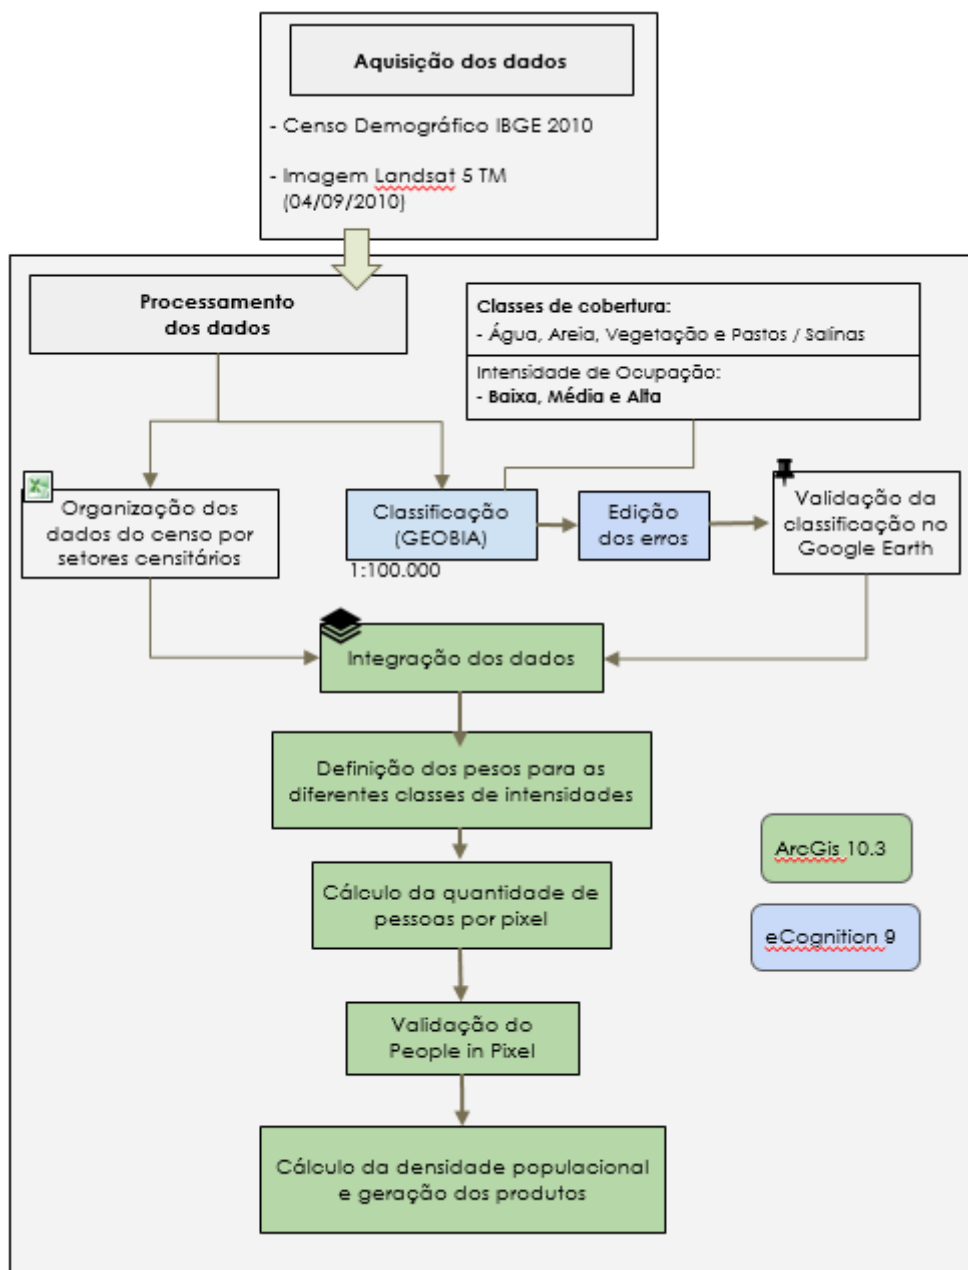 Aquisição dos dados
- Censo Demográfico IBGE 2010
- Imagem Landsat 5 TM
(04/09/2010)
Processamento
dos dados
Classes de cobertura:
- Água, Areia, Vegetação e Pastos / Salinas
Intensidade de Ocupação:
- Baixa, Média e Alta
Organização dos
dados do censo por
setores censitários
Classificação
(GEOBIA)
1:100.000
Edição
dos erros
Validação da
classificação no
Google Earth
Integração dos dados
Definição dos pesos para as
diferentes classes de intensidades
Cálculo da quantidade de
pessoas por pixel
Validação do
People in Pixel
Cálculo da densidade populacional
e geração dos produtos
ArcGis 10.3
eCognition 9